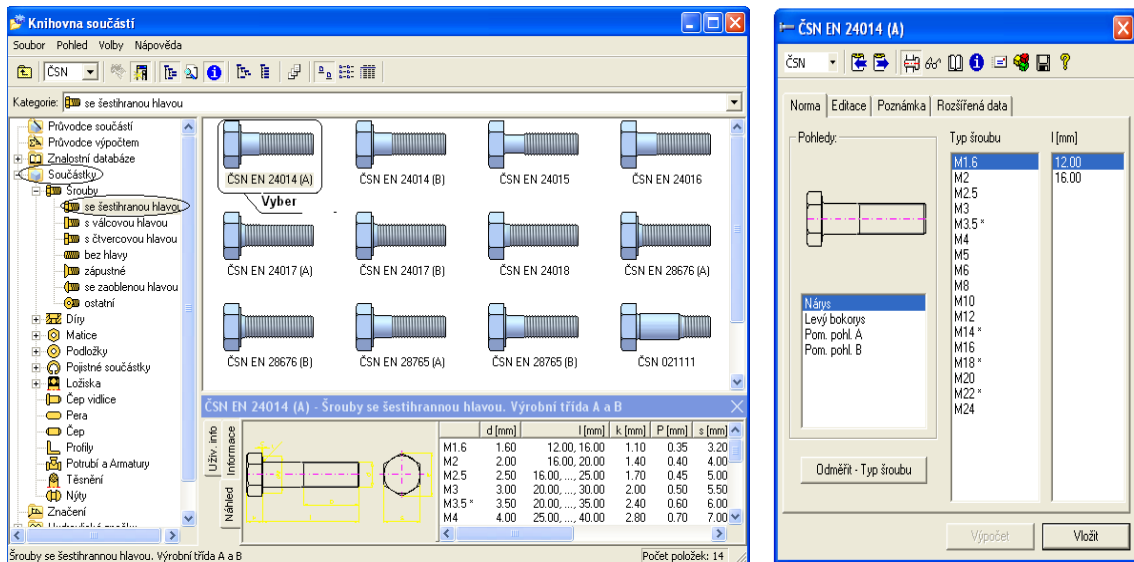 Knihovna součástí
Soubor Pohled Volby Nápověda
ČSN
Kategorie: se šestihranou hlavou
Průvodce součástí
Průvodce výpočtem
Znalostní databáze
Součástky
Šrouby
se šestihranou hlavou
s válcovou hlavou
s čtvercovou hlavou
bez hlavy
zápustné
se zaoblenou hlavou
ostatní
Díry
Matice
Podložky
Pojistné součástky
Ložiska
Čep vidlice
Pera
Čep
Profily
Potrubí a Armatury
Těsnění
Nýty
Značení
ČSN EN 24014 (A) ČSN EN 24014 (B) ČSN EN 24015 ČSN EN 24016
Vyber
ČSN EN 24017 (A) ČSN EN 24017 (B) ČSN EN 24018 ČSN EN 28676 (A)
ČSN EN 28676 (B) ČSN EN 28765 (A) ČSN EN 28765 (B) ČSN 021111
ČSN EN 24014 (A) - Šrouby se šestihrannou hlavou. Výrobní třída A a B
Uživ. info
Informace
Náhled
d [mm] l [mm] k [mm] P [mm] s [mm]
M1.6 1.60 12.00, 16.00 1.10 0.35 3.20
M2 2.00 16.00, 20.00 1.40 0.40 4.00
M2.5 2.50 16.00, ..., 25.00 1.70 0.45 5.00
M3 3.00 20.00, ..., 30.00 2.00 0.50 5.50
M3.5 * 3.50 20.00, ..., 35.00 2.40 0.60 6.00
M4 4.00 25.00, ..., 40.00 2.80 0.70 7.00
Šrouby se šestihrannou hlavou. Výrobní třída A a B Počet položek: 14
ČSN EN 24014 (A)
ČSN
Norma Editace Poznámka Rozšířená data
Pohledy:
Nárys
Levý bokorys
Pom. pohl. A
Pom. pohl. B
Odměřit - Typ šroubu
Typ šroubu
M1.6
M2
M2.5
M3
M3.5 *
M4
M5
M6
M8
M10
M12
M14 *
M16
M18 *
M20
M22 *
M24
l [mm]
12.00
16.00
Výpočet Vložit